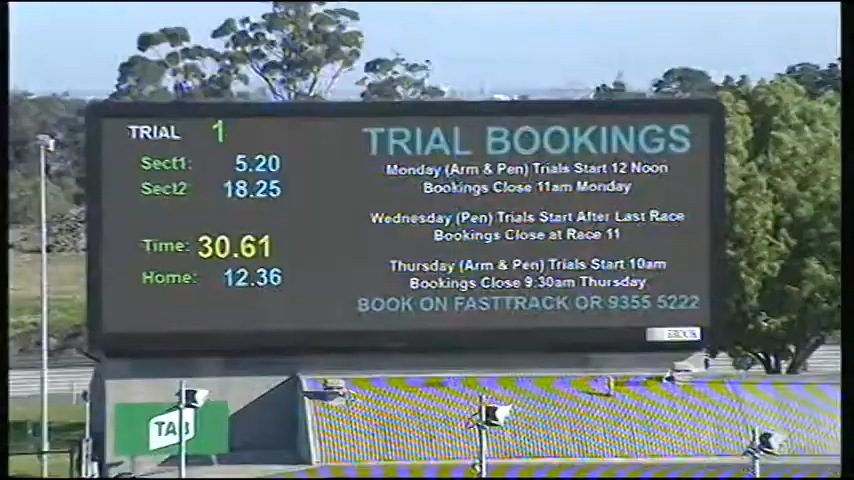 TRIAL 1
Sect1: 5.20
Sect2: 18.25
Time: 30.61
Home: 12.36
TRIAL BOOKINGS
Monday (Arm & Pen) Trials Start 12 Noon
Bookings Close 11am Monday
Wednesday (Pen) Trials Start After Last Race
Bookings Close at Race 11
Thursday (Arm & Pen) Trials Start 10am
Bookings Close 9:30am Thursday
BOOK ON FASTTRACK OR 9355 5222
TAB